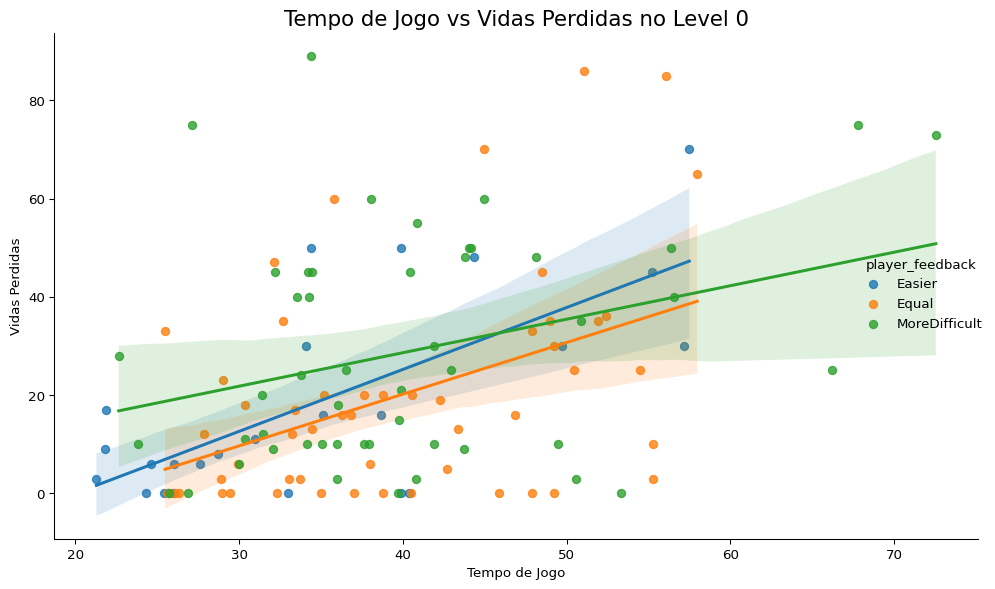 Tempo de Jogo vs Vidas Perdidas no Level 0
Vidas Perdidas
80
60
40
20
0
player_feedback
Easier
Equal
MoreDifficult
20 30 40 50 60 70
Tempo de Jogo